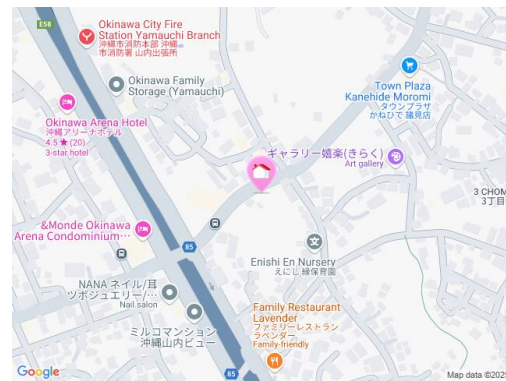 E58
Okinawa City Fire
Station Yamauchi Branch
沖縄市消防本部 沖縄
市消防署 山内出張所
Okinawa Family
Storage (Yamauchi)
Town Plaza
Kanehide Moromi
タウンプラザ
かねひで 諸見店
Okinawa Arena Hotel
沖縄アリーナホテル
4.5★(20)
3-star hotel
ギャラリー嬉楽(きらく)
Art gallery
3 CHOM
3丁目
&Monde Okinawa
Arena Condominium…
85
Enishi En Nursery
えにし縁保育園
NANA ネイル/耳
ツボジュエリー/…
Nail salon
Family Restaurant
Lavender
ファミリーレストラン
ラベンダー
Family-friendly
ミルコマンション
沖縄山内ビュー
85
Google
Map data ©2025